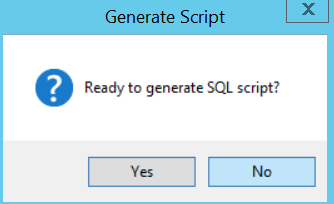 Generate Script
Ready to generate SQL script?
Yes
No